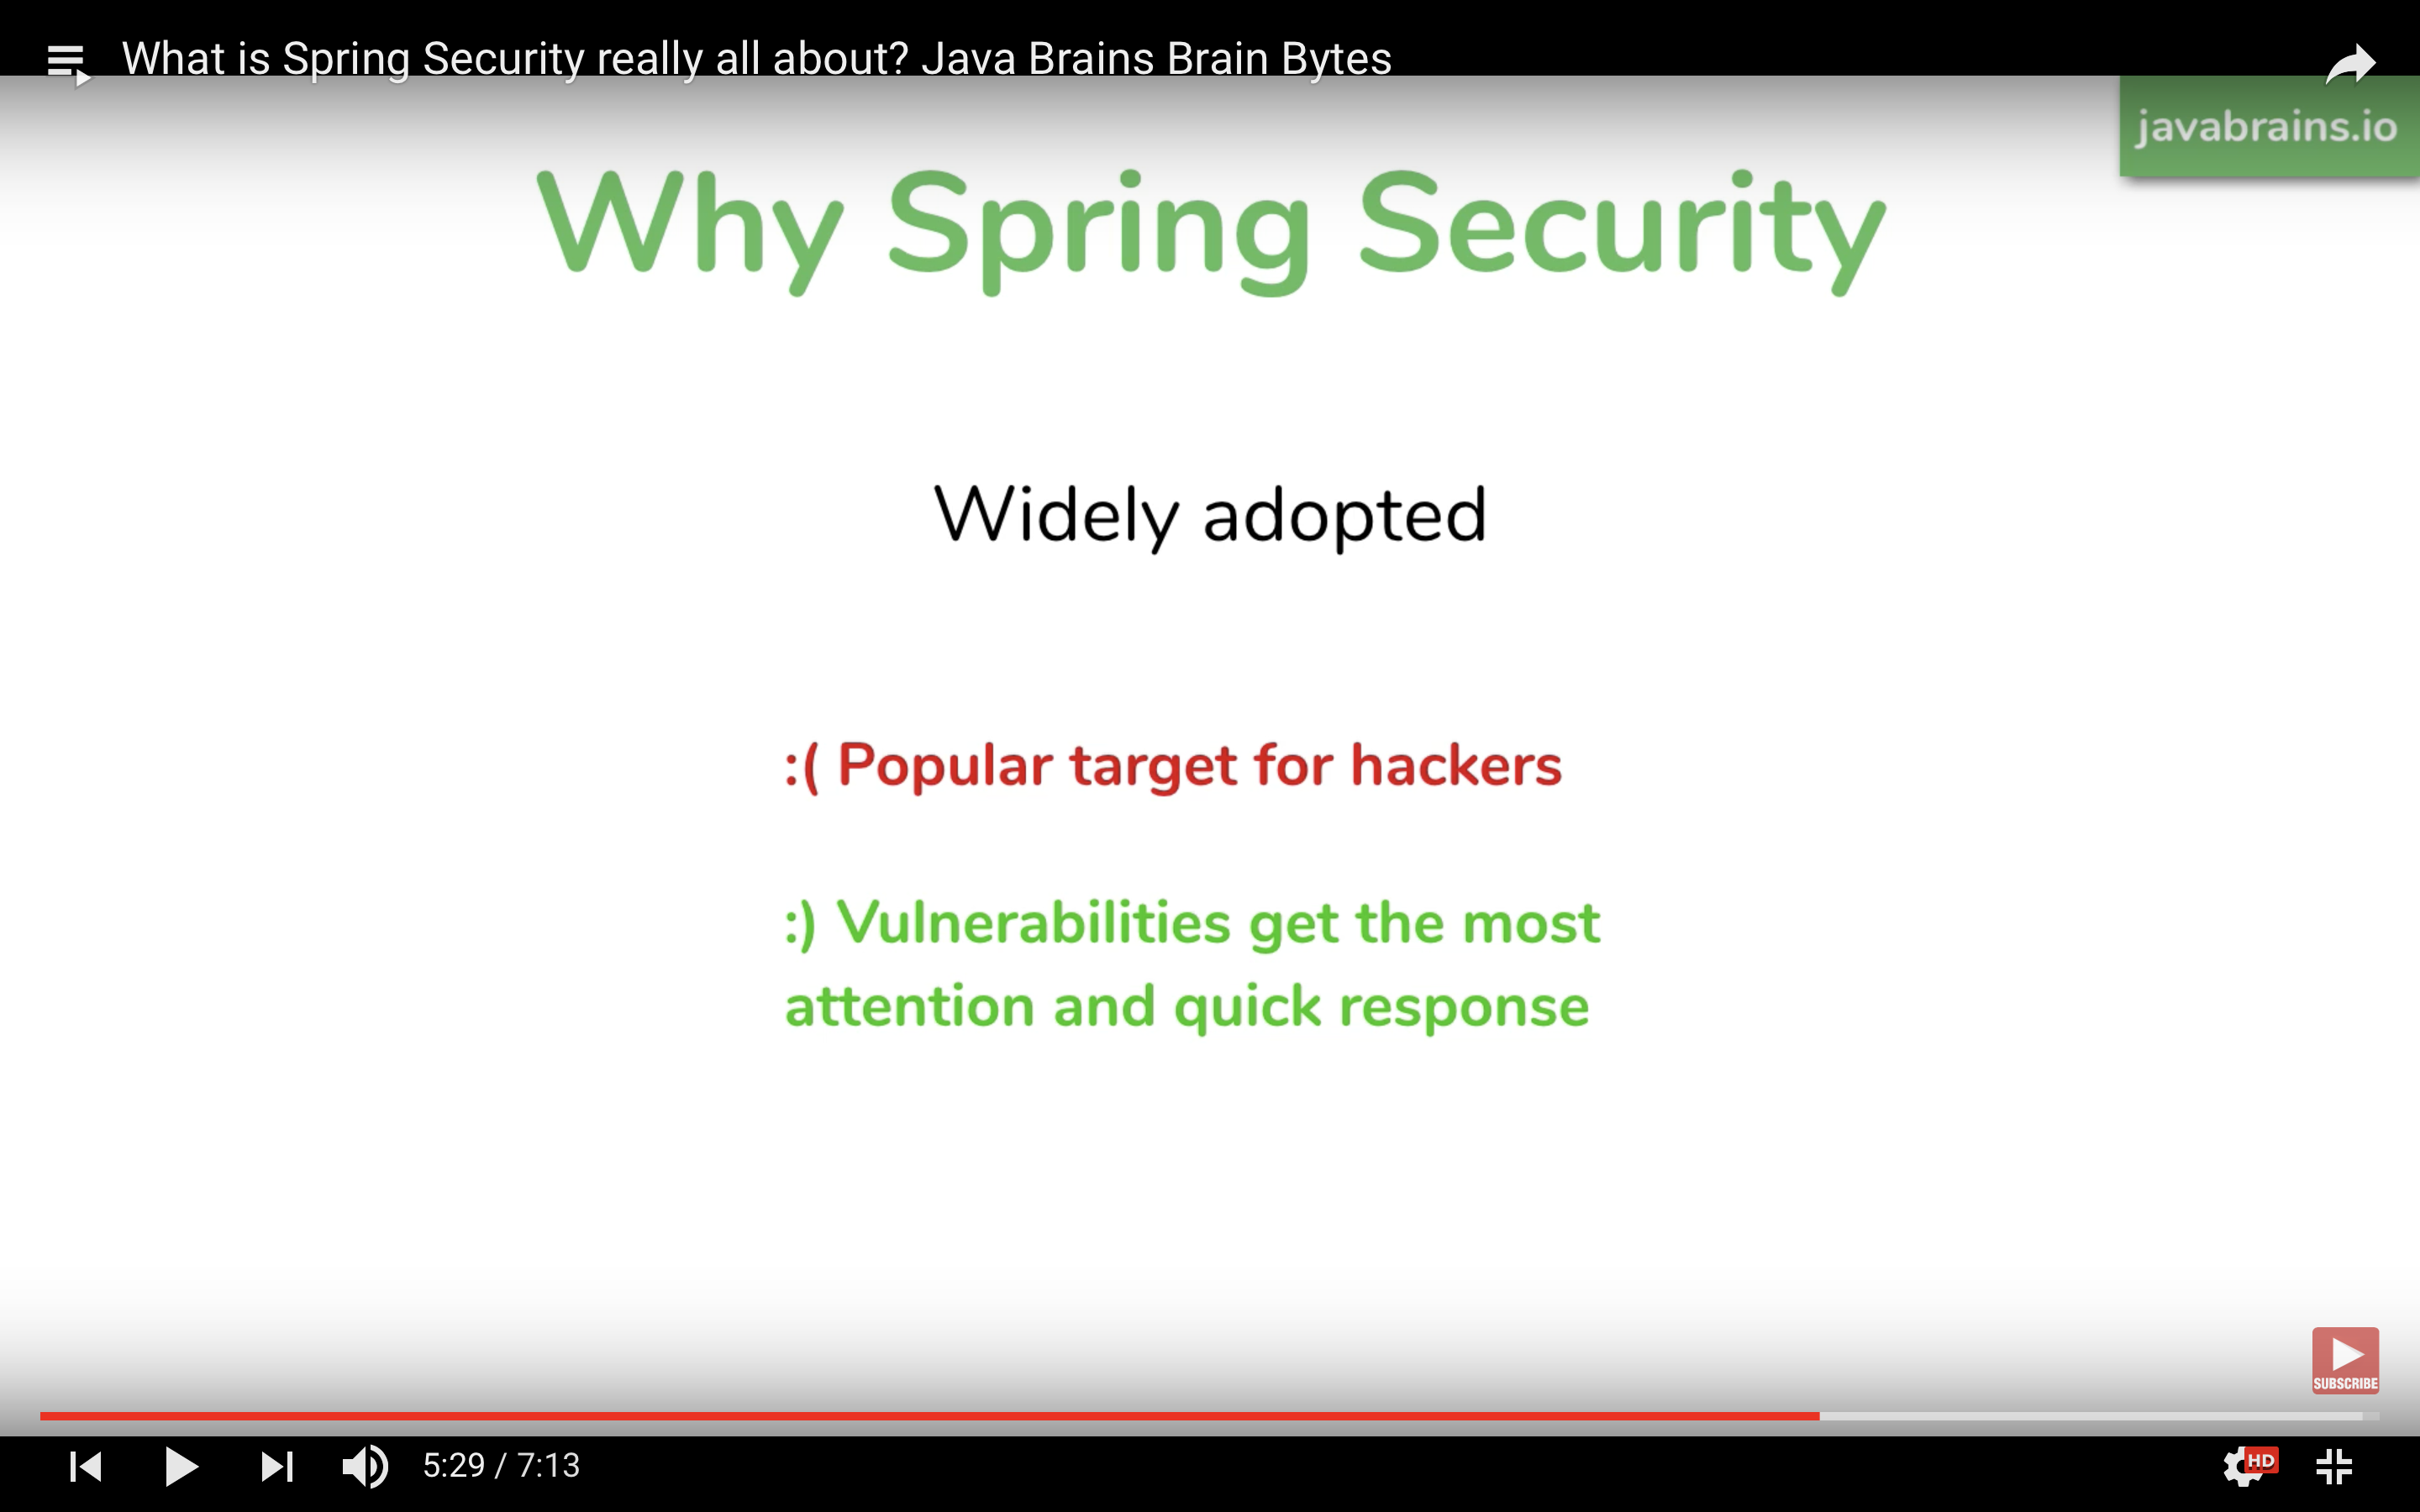 What is Spring Security really all about? Java Brains Brain Bytes
javabrains.io
Why Spring Security
Widely adopted
:( Popular target for hackers
:) Vulnerabilities get the most
attention and quick response
SUBSCRIBE
5:29 / 7:13
HD